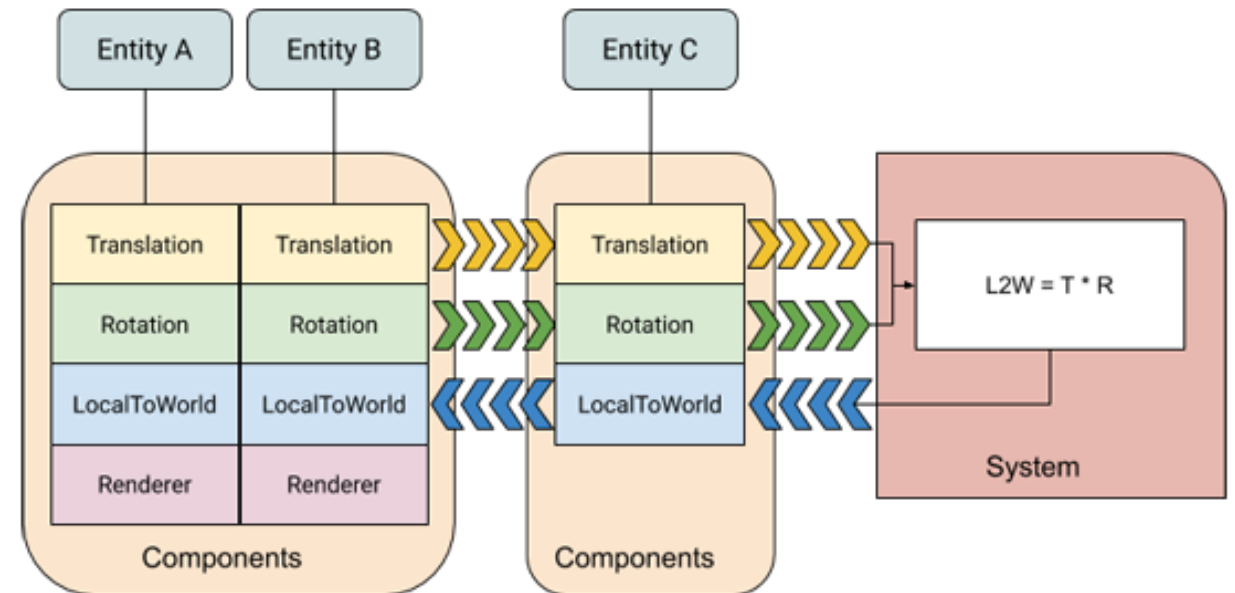 Entity A
Entity B
Entity C
Translation
Translation
Translation
L2W = T * R
Rotation
Rotation
Rotation
LocalToWorld
LocalToWorld
LocalToWorld
System
Renderer
Renderer
Components
Components